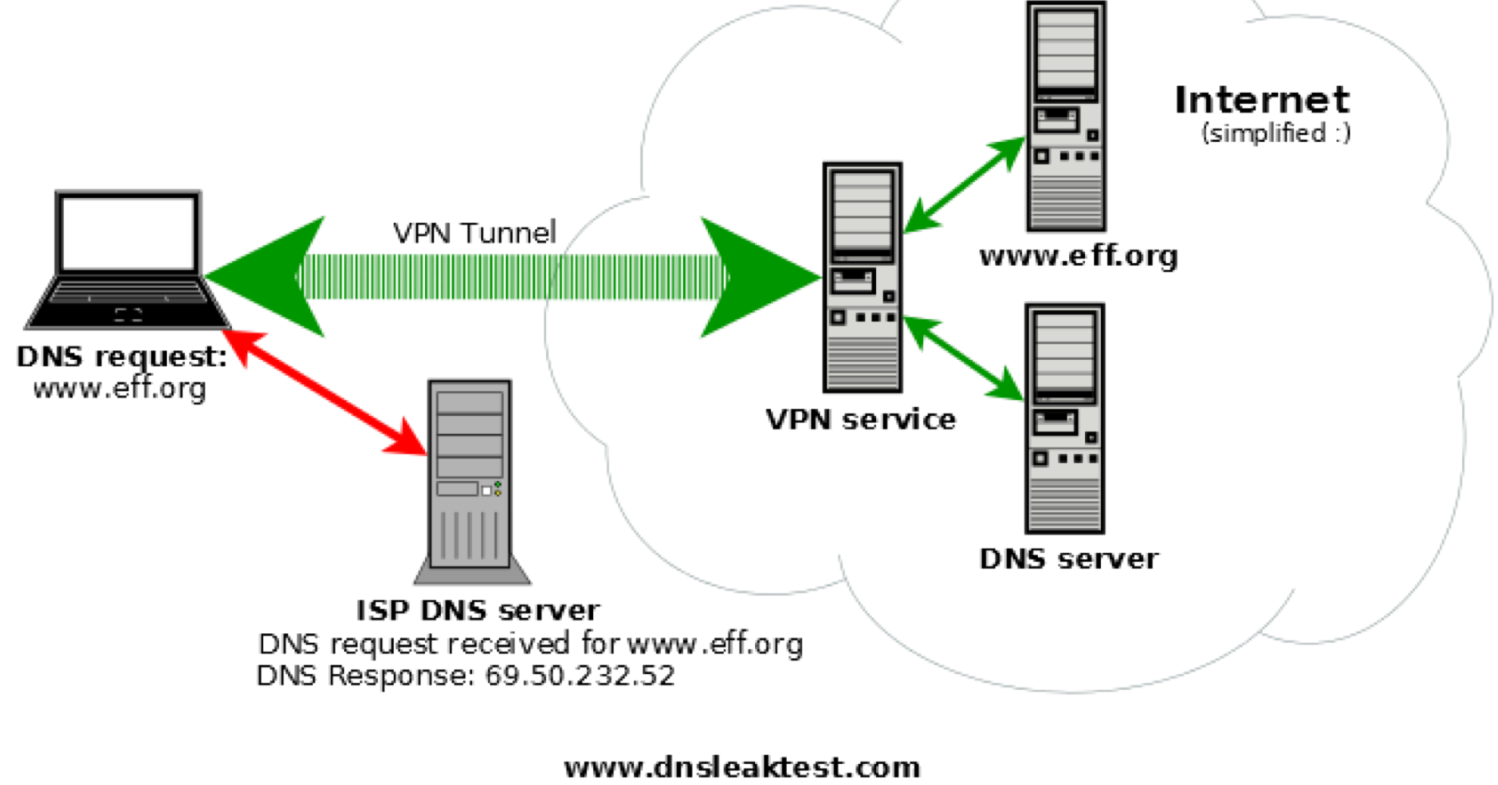 Internet
(simplified :)
VPN Tunnel
www.eff.org
DNS request:
www.eff.org
VPN service
DNS server
ISP DNS server
DNS request received for www.eff.org
DNS Response: 69.50.232.52
www.dnsleaktest.com